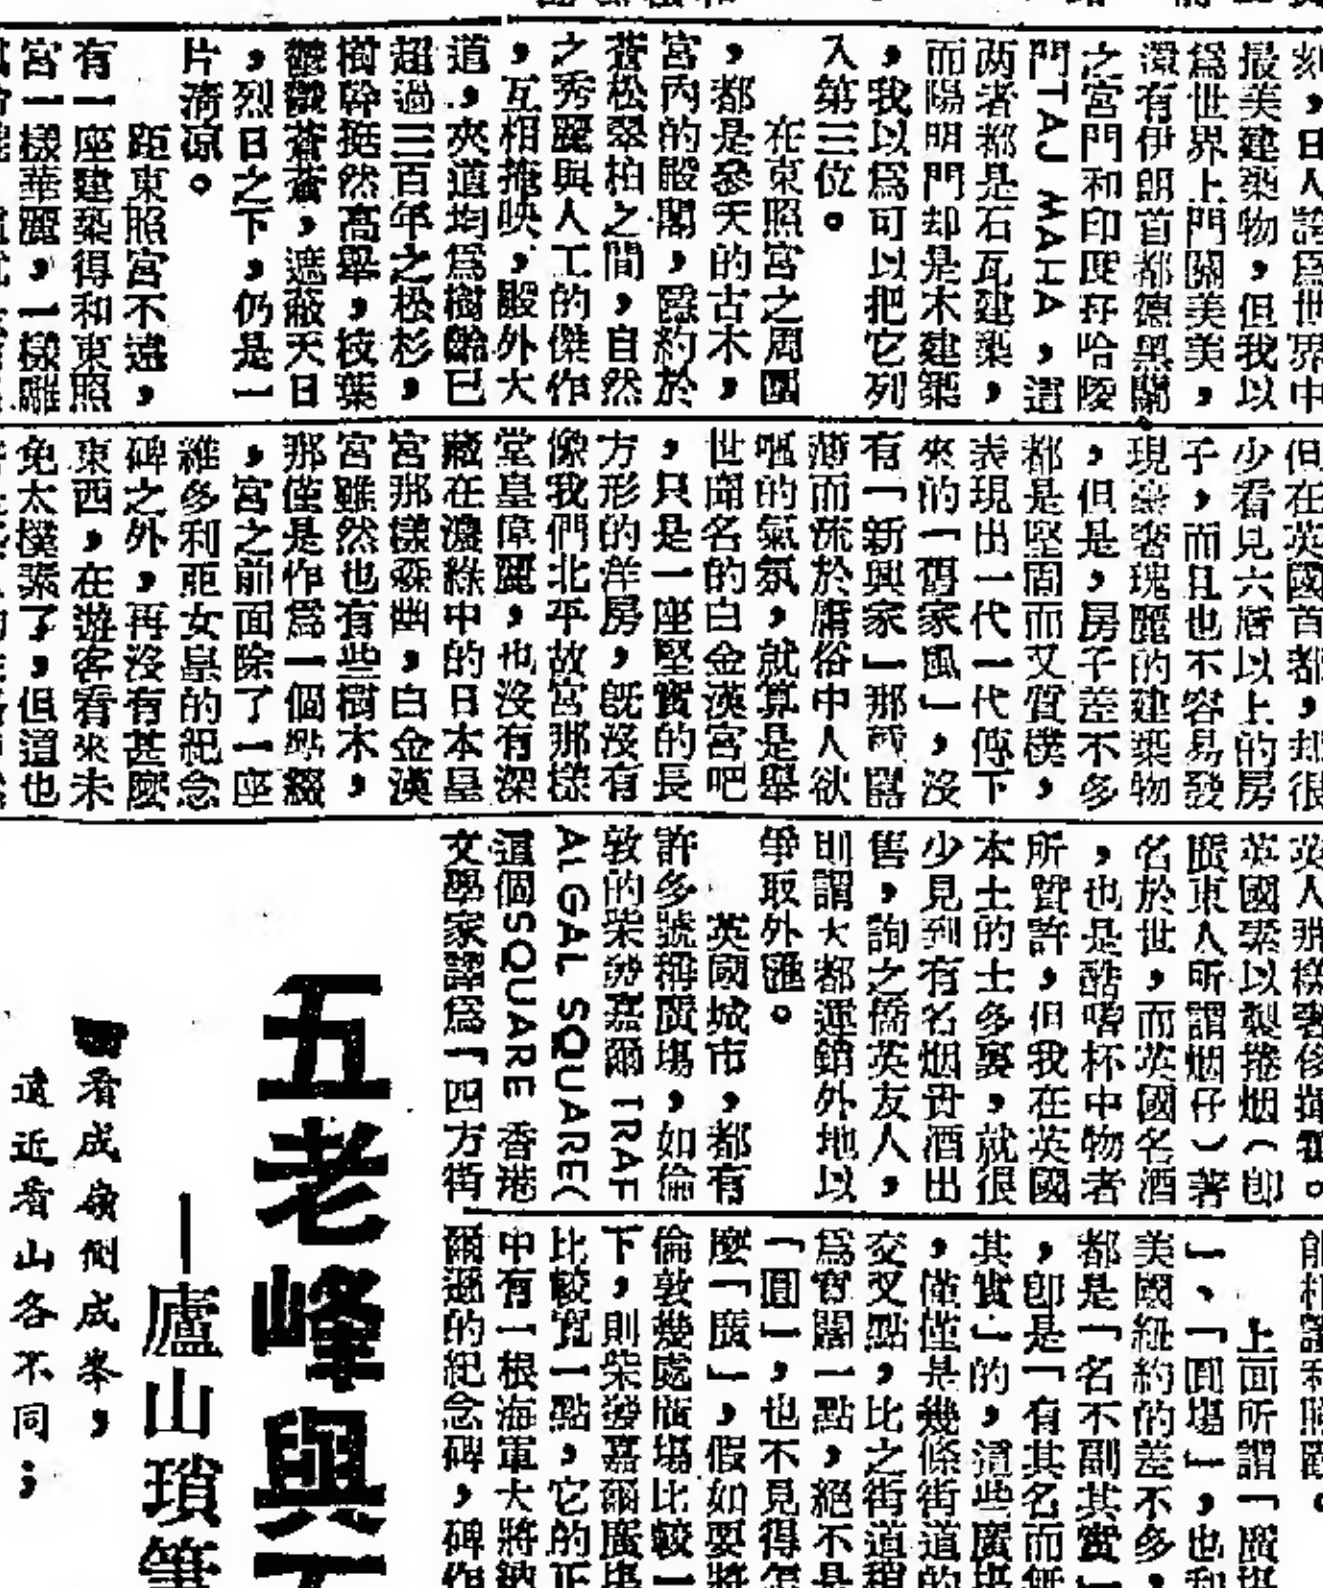 刻，日人誇爲世界中
最美建築物，但我以
爲世界上門闕美美，
還有伊朗首都德黑蘭
之宮門和印度孖哈陵
門TAJ MAHA，這
两者都是石瓦建築，
而陽明門却是木建築
，我以爲可以把它列
入第三位。
在東照宮之周圍
，都是參天的古木，
宮內的殿閣，隱約於
蒼松翠柏之間，自然
之秀麗與人工的傑作
，互相掩映，殿外大
道，夾道均爲樹齡已
超過三百年之松杉，
樹幹挺然高舉，枝葉
鬱鬱蒼蒼，遮蔽天日
，烈日之下，仍是一
片清凉。
距東照宮不遠，
有一座建築得和東照
宮一樣華麗，一樣雕
但在英國首都，却很
少看見六層以上的房
子，而且也不容易發
現豪奢瑰麗的建築物
，但是，房子差不多
都是堅固而又質樸，
表現出一代一代傳下
來的「舊家風」，沒
有「新興家」那種囂
薄而流於庸俗中人欲
嘔的氣氛，就算是舉
世聞名的白金漢宮吧
，只是一座堅實的長
方形的洋房，旣沒有
像我們北平故宮那樣
堂皇偉麗，也沒有深
藏在濃綠中的日本皇
宮那樣森幽，白金漢
宮雖然也有些樹木，
那僅是作爲一個點綴
，宮之前面除了一座
維多利亞女皇的紀念
碑之外，再沒有甚麽
東西，在遊客看來未
免太樸素了，但這也
英人那樣奢侈揮霍。
英國素以製捲烟（卽
廣東人所謂烟仔）著
名於世，而英國名酒
，也是酷嗜杯中物者
所贊許，但我在英國
本土的士多裏，就很
少見到有名烟貴酒出
售，詢之僑英友人，
則謂大都運銷外地以
爭取外匯。
英國城市，都有
許多號稱廣塲，如倫
敦的柴湾嘉爾 TRAF
ALGAL SQUARE(
這個SQUARE 香港
文學家譯爲「四方街
上面所謂「廣塲
」、「圓塲」，也和
美國紐約的差不多，
都是「名不副其實」
，卽是「有其名而無
其實」的，這些廣塲
，僅僅是幾條街道的
交叉點，比之街道稍
爲寬闊一點，絕不是
「圓」，也不見得怎
麽「廣」，假如要將
倫敦幾處廣塲比較一
下，則柴湾嘉爾廣塲
比較寬一點，它的正
中有一根海軍大將納
爾遜的紀念碑，碑作
五老峰與
—廬山瑣筆
看成嶺側成峯，
遠近看山各不同；